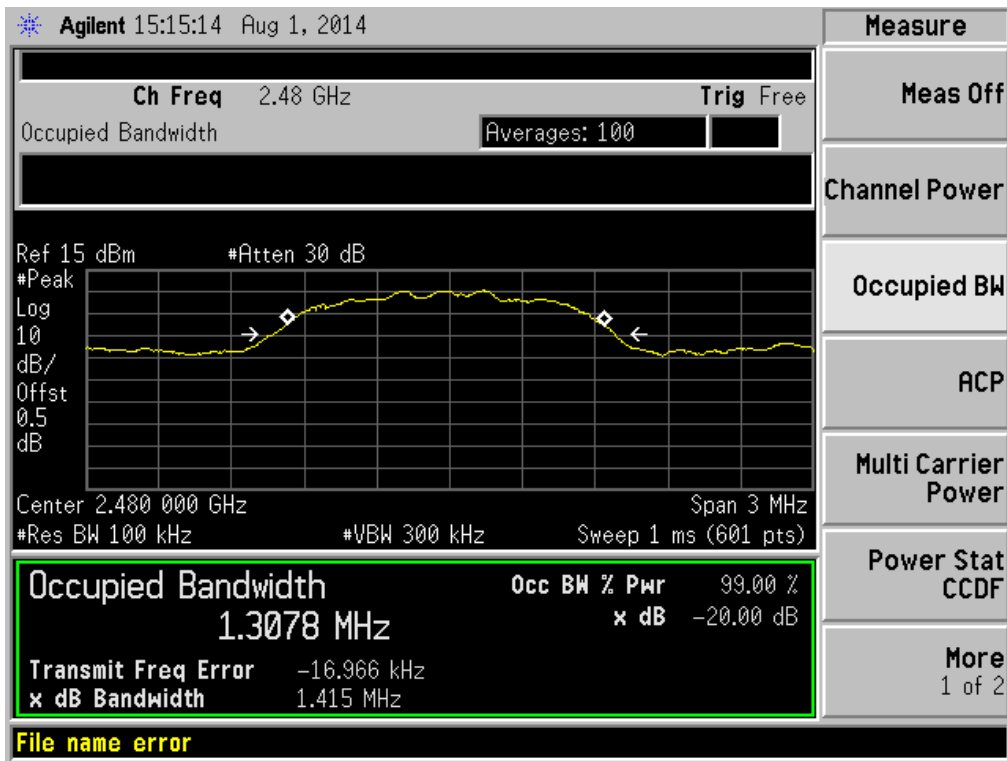 Agilent 15:15:14 Aug 1, 2014
Measure
Ch Freq 2.48 GHz Trig Free
Occupied Bandwidth Averages: 100
Ref 15 dBm #Atten 30 dB
#Peak
Log
10
dB/
Offst
0.5
dB
Center 2.480 000 GHz Span 3 MHz
#Res BW 100 kHz #VBW 300 kHz Sweep 1 ms (601 pts)
Occupied Bandwidth Occ BW % Pwr 99.00 %
1.3078 MHz x dB -20.00 dB
Transmit Freq Error -16.966 kHz
x dB Bandwidth 1.415 MHz
File name error
Meas Off
Channel Power
Occupied BW
ACP
Multi Carrier
Power
Power Stat
CCDF
More
1 of 2